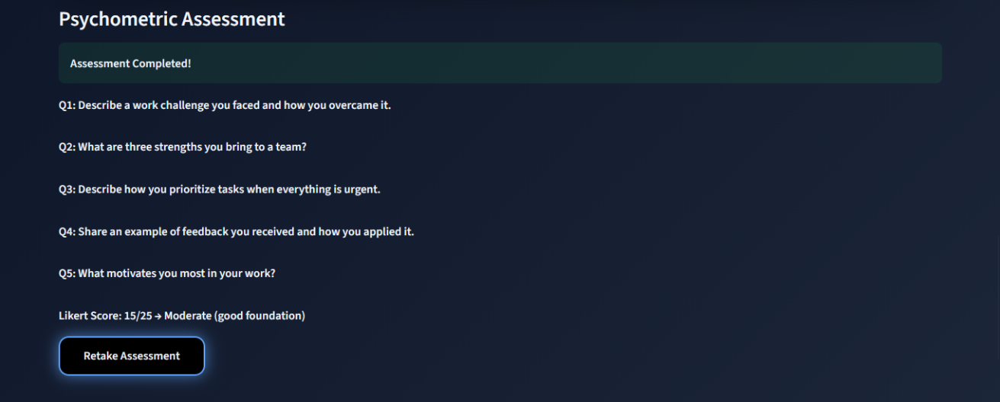 Psychometric Assessment
Assessment Completed!
Q1: Describe a work challenge you faced and how you overcame it.
Q2: What are three strengths you bring to a team?
Q3: Describe how you prioritize tasks when everything is urgent.
Q4: Share an example of feedback you received and how you applied it.
Q5: What motivates you most in your work?
Likert Score: 15/25 → Moderate (good foundation)
Retake Assessment